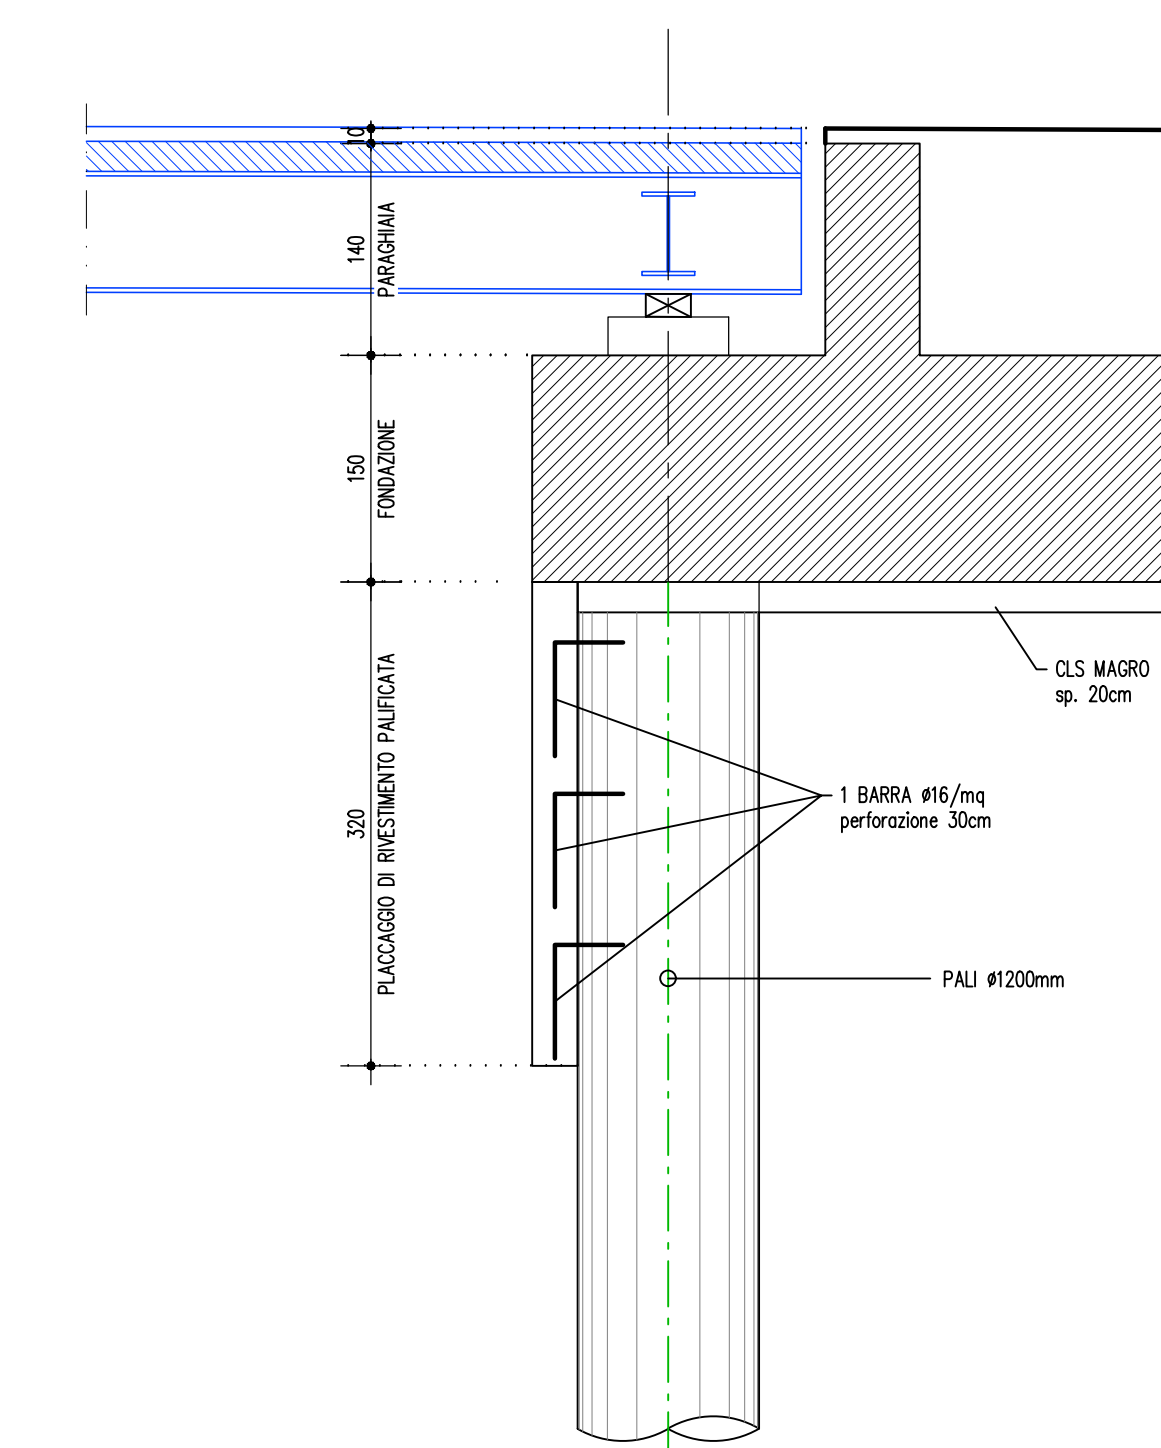 10
140
PARAGHIAIA
150
FONDAZIONE
320
PLACCAGGIO DI RIVESTIMENTO PALIFICATA
CLS MAGRO
sp. 20cm
1 BARRA ø16/mq
perforazione 30cm
PALI ø1200mm